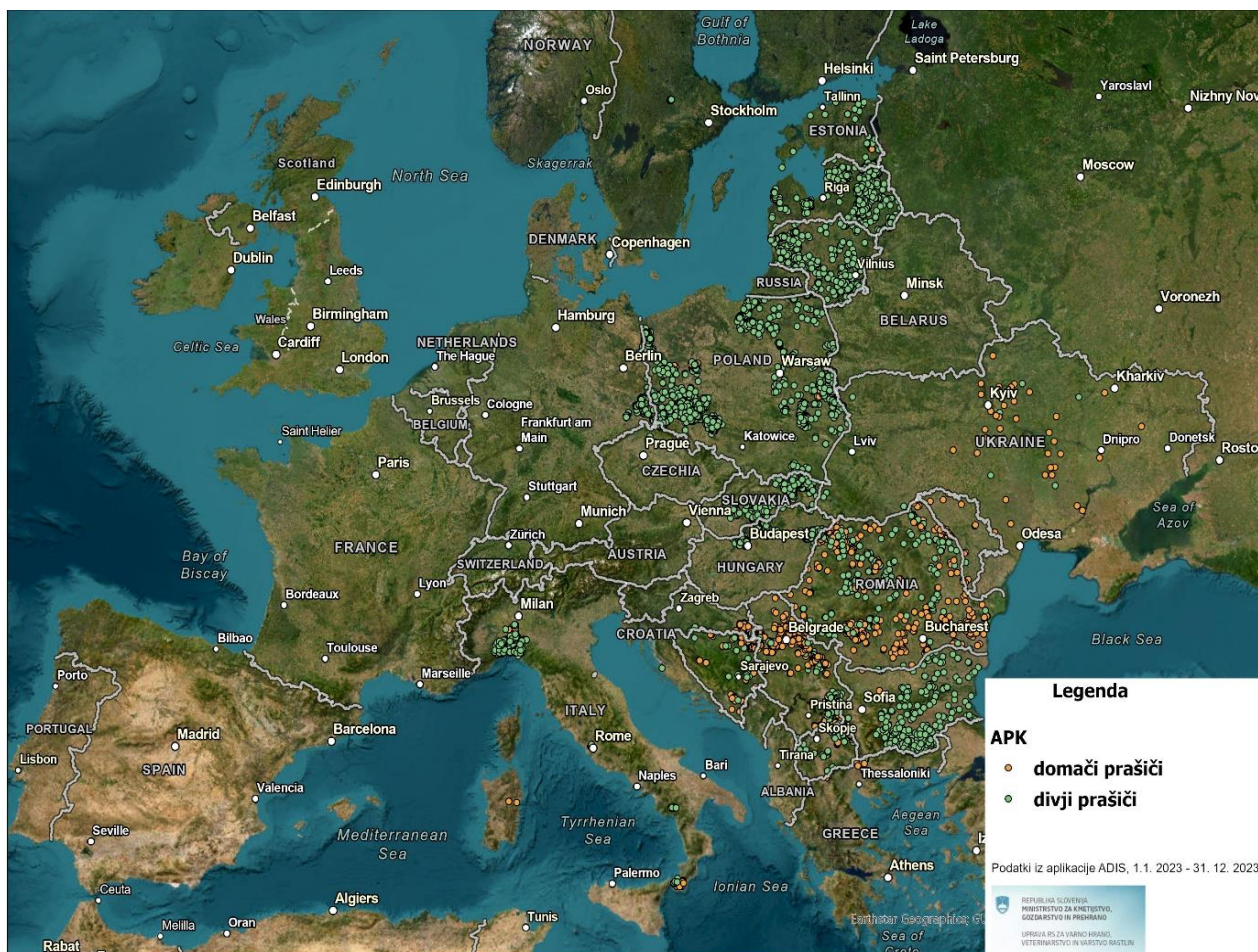 Gulf of
Bothnia
Lake
Ladoga
NORWAY
Helsinki
Saint Petersburg
Oslo
Stockholm
Tallinn
ESTONIA
Yaroslavl
Nizhny Nov
Scotland
Skagerrak
North Sea
Edinburgh
Riga
Moscow
Belfast
DENMARK
Copenhagen
Dublin
Leeds
Vilnius
RUSSIA
Minsk
Voronezh
Wales
Birmingham
Hamburg
BELARUS
Celtic Sea
Cardiff
London
NETHERLANDS
The Hague
Berlin
POLAND
Warsaw
Brussels
BELGIUM
Cologne
Kyiv
Kharkiv
Saint Helier
Frankfurt am
Main
Prague
Katowice
Lviv
UKRAINE
Dnipro
Donetsk
Rosto
Paris
CZECHIA
Stuttgart
SLOVAKIA
Munich
Vienna
Sea of
Azov
Bay of
Biscay
FRANCE
Zürich
SWITZERLAND
AUSTRIA
Budapest
HUNGARY
Odesa
ROMANIA
Lyon
Bordeaux
Milan
Zagreb
CROATIA
Belgrade
Bucharest
Black Sea
Bilbao
Toulouse
Marseille
Sarajevo
Porto
ITALY
Pristina
Sofia
Skopje
PORTUGAL
Madrid
Barcelona
Rome
Tirana
Lisbon
SPAIN
Valencia
Naples
Bari
ALBANIA
Thessaloniki
Seville
Mediterranean
Sea
Tyrrhenian
Sea
GREECE
Aegean
Sea
Iz
Palermo
Ionian Sea
Athens
Ceuta
Algiers
Melilla
Oran
Tunis
Rabat
Earthstar Geographics;
Sea of
Crete
Legenda
APK
domači prašiči
divji prašiči
Podatki iz aplikacije ADIS, 1.1. 2023 - 31. 12. 2023
REPUBLIKA SLOVENIJA
MINISTRSTVO ZA KMETIJSTVO,
GOZDARSTVO IN PREHRANO
UPRAVA RS ZA VARNO HRANO,
VETERINARSTVO IN VARSTVO RASTLIN